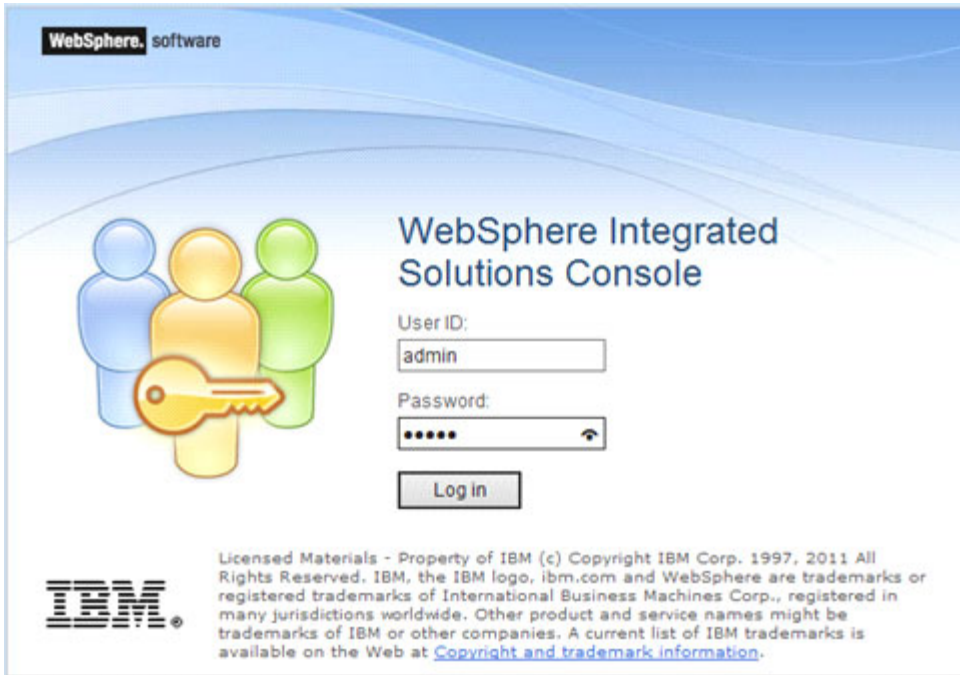 WebSphere. software
WebSphere Integrated
Solutions Console
User ID:
admin
Password:
•••••
Log in
Licensed Materials - Property of IBM (c) Copyright IBM Corp. 1997, 2011 All
Rights Reserved. IBM, the IBM logo, ibm.com and WebSphere are trademarks or
registered trademarks of International Business Machines Corp., registered in
many jurisdictions worldwide. Other product and service names might be
trademarks of IBM or other companies. A current list of IBM trademarks is
available on the Web at Copyright and trademark information.
IBM®